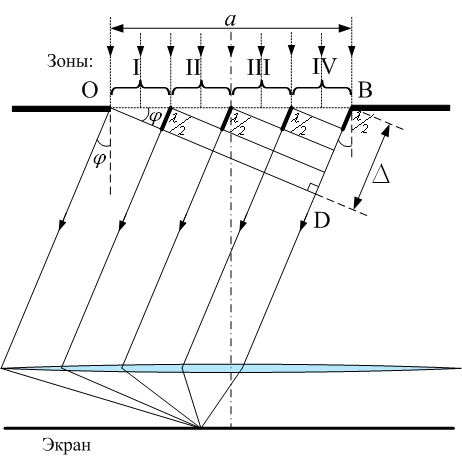 a
Зоны:
I II III IV
O B
φ λ/2 λ/2 λ/2 λ/2
φ Δ
D
Экран